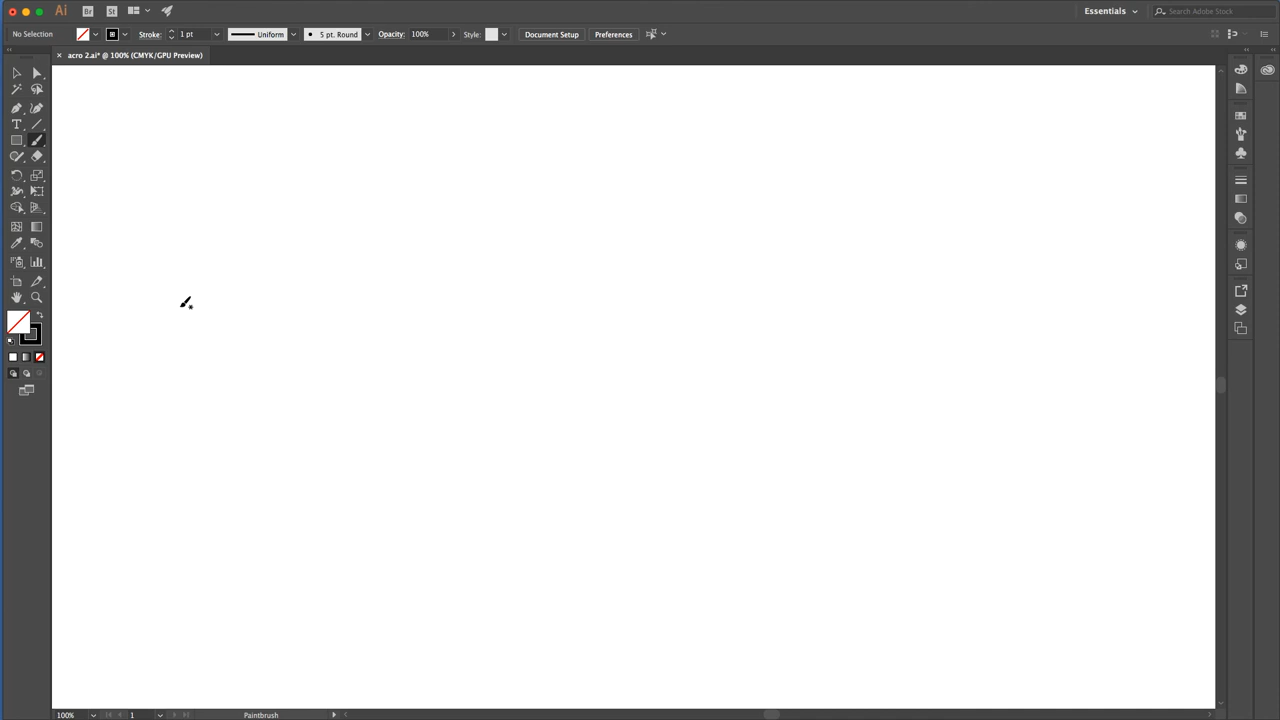 Ai Br St Essentials Search Adobe Stock
No Selection Stroke: 1 pt Uniform 5 pt. Round Opacity: 100% Style: Document Setup Preferences
× acro 2.ai* @ 100% (CMYK/GPU Preview)
T
100% 1 Paintbrush